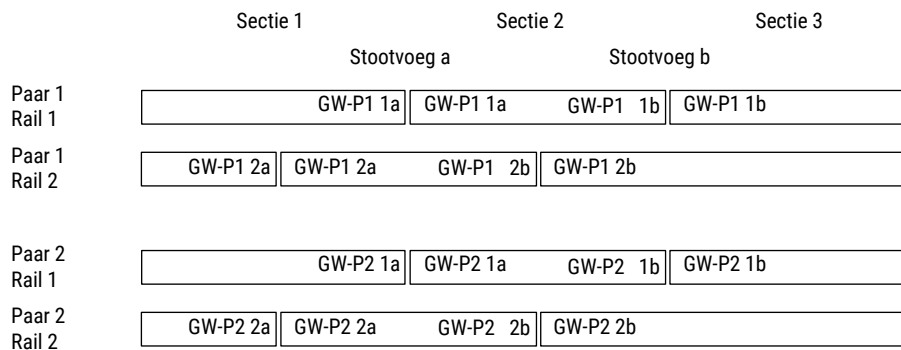 Sectie 1 Sectie 2 Sectie 3
Stootvoeg a Stootvoeg b
Paar 1
Rail 1
GW-P1 1a GW-P1 1a GW-P1 1b GW-P1 1b
Paar 1
Rail 2
GW-P1 2a GW-P1 2a GW-P1 2b GW-P1 2b
Paar 2
Rail 1
GW-P2 1a GW-P2 1a GW-P2 1b GW-P2 1b
Paar 2
Rail 2
GW-P2 2a GW-P2 2a GW-P2 2b GW-P2 2b